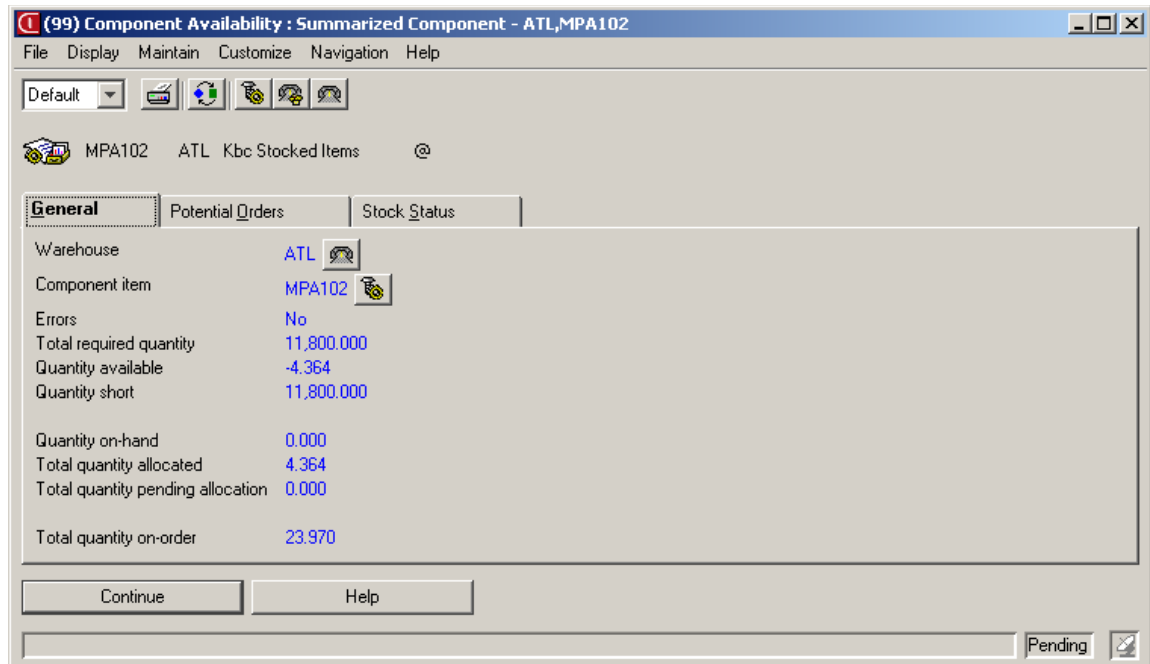 (99) Component Availability : Summarized Component - ATL,MPA102
File Display Maintain Customize Navigation Help
Default
MPA102 ATL Kbc Stocked Items @
General Potential Orders Stock Status
Warehouse ATL
Component item MPA102
Errors No
Total required quantity 11,800.000
Quantity available -4.364
Quantity short 11,800.000
Quantity on-hand 0.000
Total quantity allocated 4.364
Total quantity pending allocation 0.000
Total quantity on-order 23.970
Continue Help
Pending